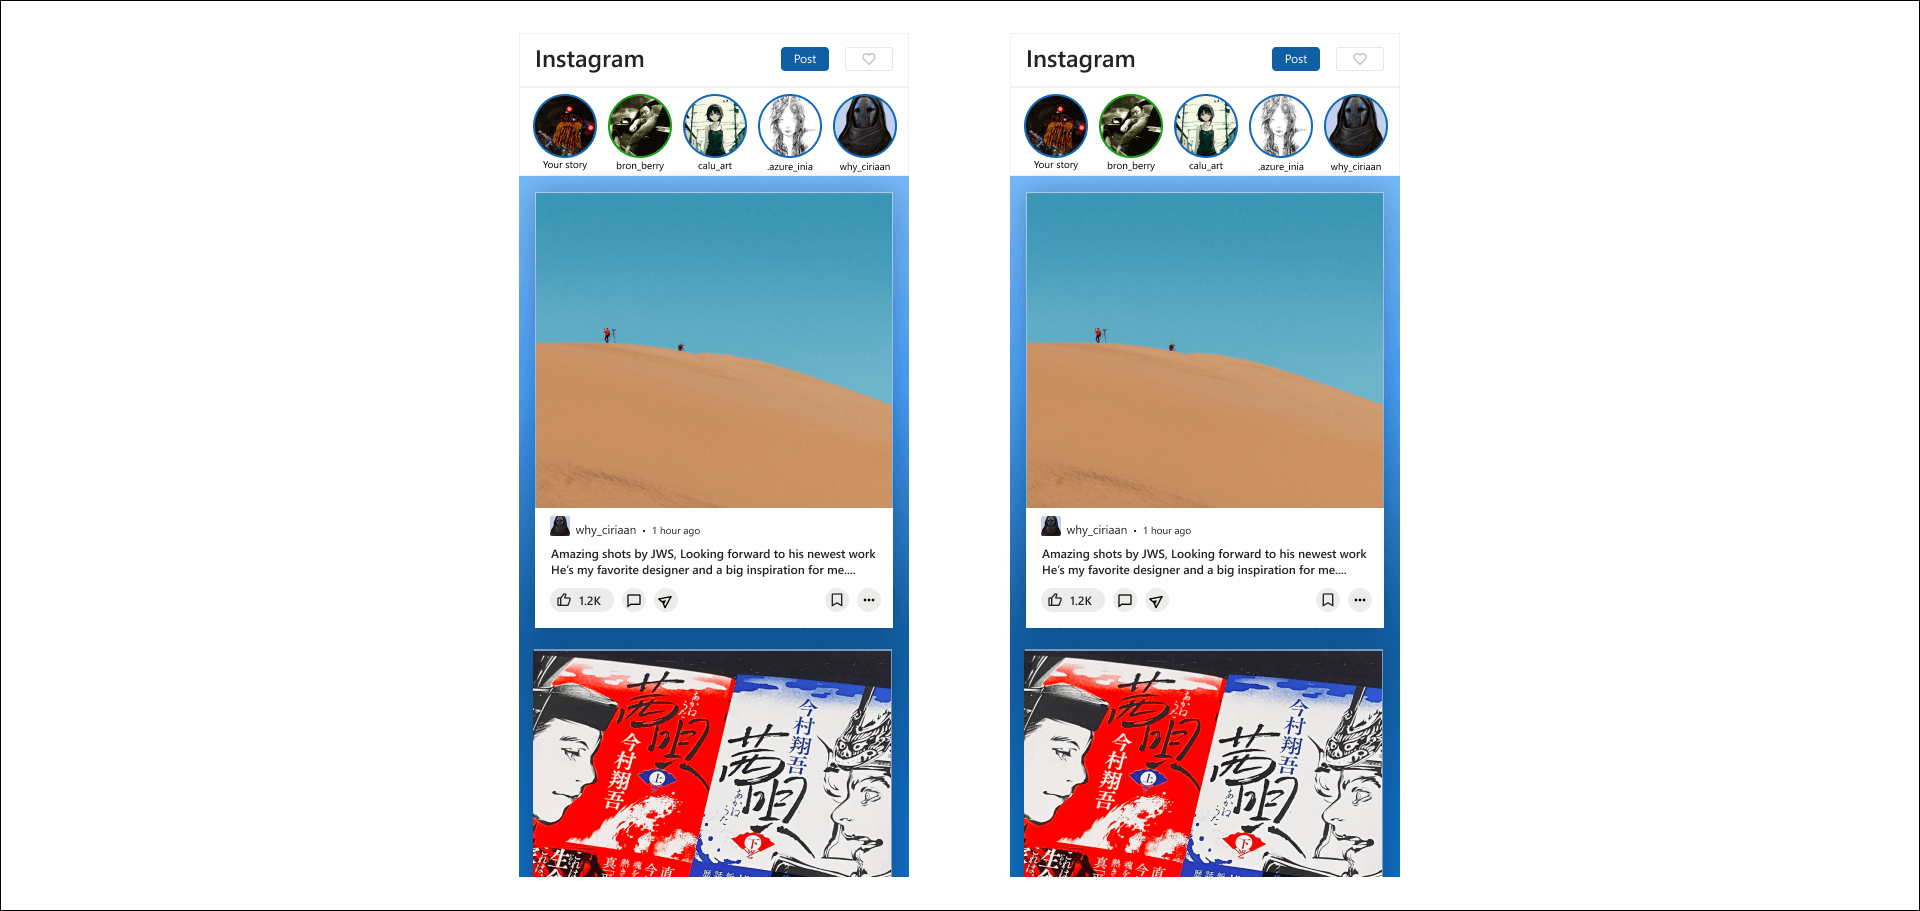 Instagram
Post
Your story
bron_berry
calu_art
.azure_inia
why_ciriaan
why_ciriaan • 1 hour ago
Amazing shots by JWS, Looking forward to his newest work
He's my favorite designer and a big inspiration for me....
1.2K
茜唄
あかねうた
今村翔吾
上
今村翔吾
茜唄
あかねうた
下
Instagram
Post
Your story
bron_berry
calu_art
.azure_inia
why_ciriaan
why_ciriaan • 1 hour ago
Amazing shots by JWS, Looking forward to his newest work
He's my favorite designer and a big inspiration for me....
1.2K
茜唄
あかねうた
今村翔吾
上
今村翔吾
茜唄
あかねうた
下